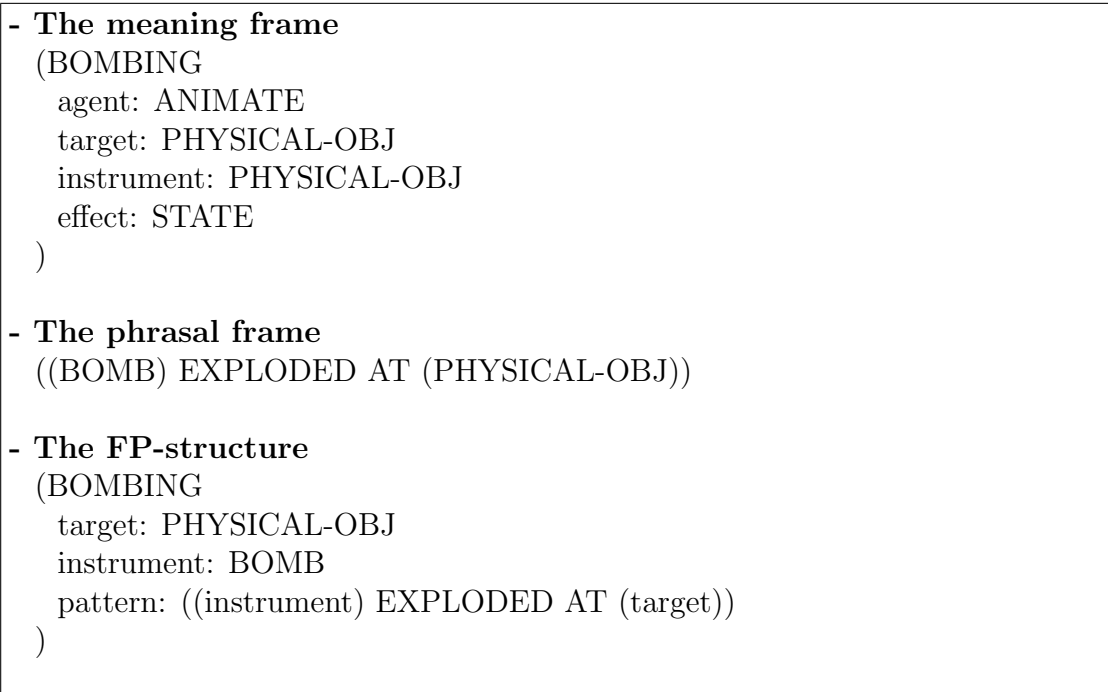 - The meaning frame
(BOMBING
agent: ANIMATE
target: PHYSICAL-OBJ
instrument: PHYSICAL-OBJ
effect: STATE
)
- The phrasal frame
((BOMB) EXPLODED AT (PHYSICAL-OBJ))
- The FP-structure
(BOMBING
target: PHYSICAL-OBJ
instrument: BOMB
pattern: ((instrument) EXPLODED AT (target))
)